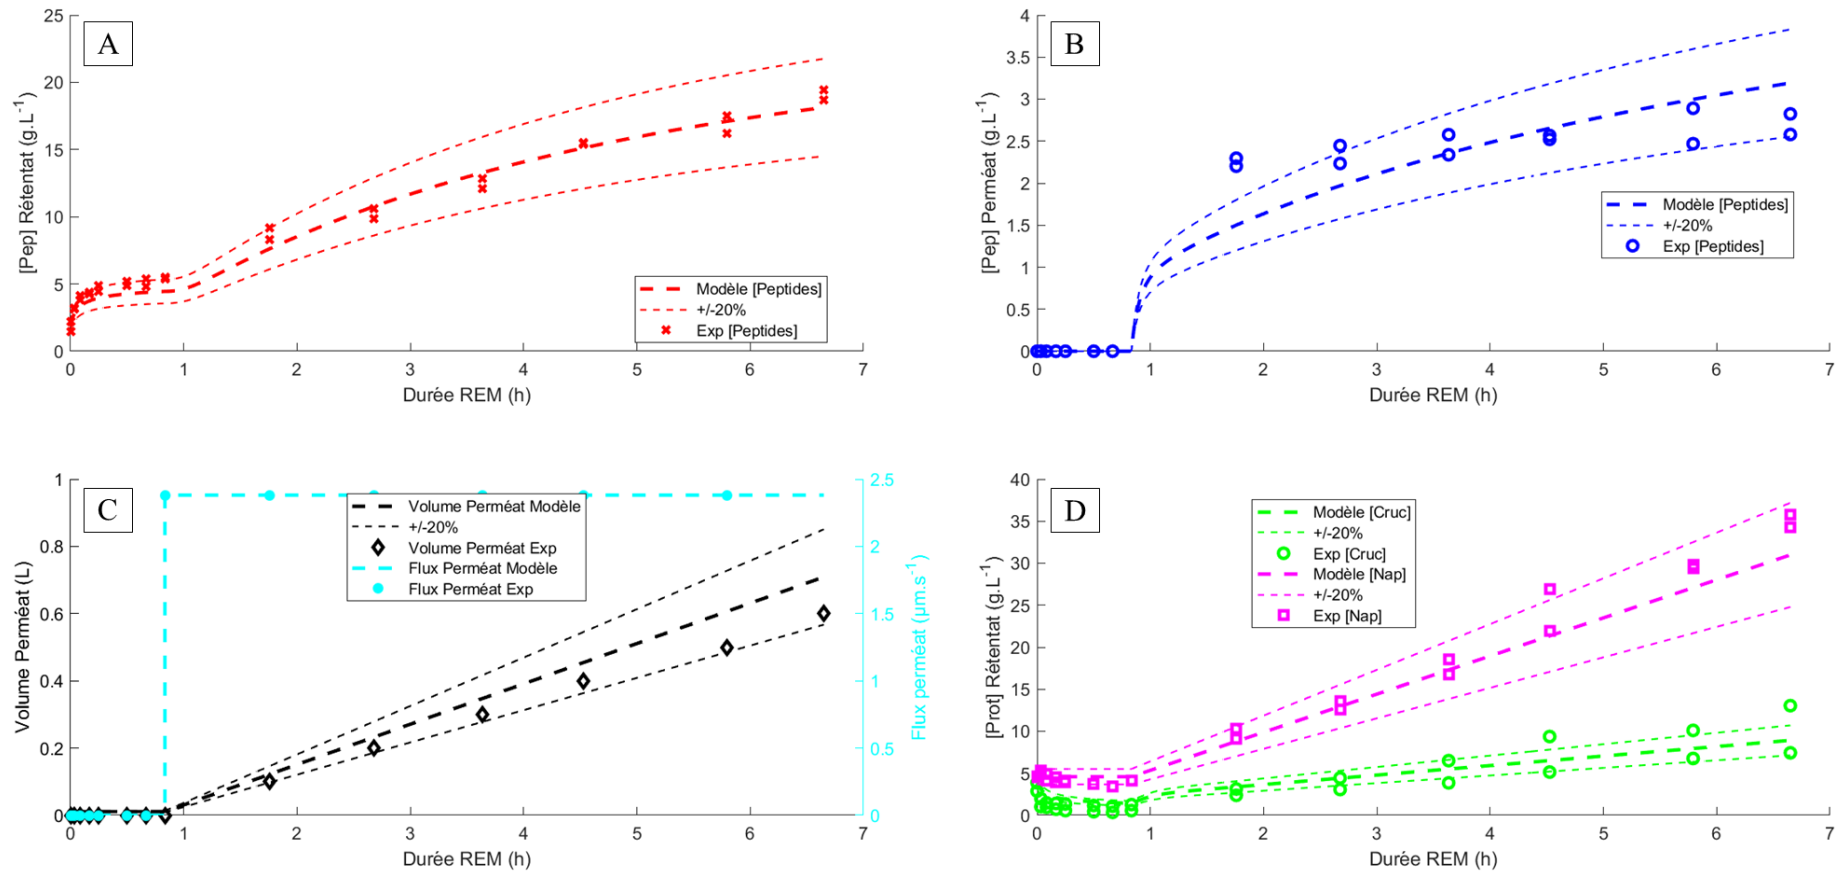 A
[Pep] Rétentat (g.L-1)
25
20
15
10
5
0
0 1 2 3 4 5 6 7
Durée REM (h)
Modèle [Peptides]
+/-20%
Exp [Peptides]
B
[Pep] Perméat (g.L-1)
4
3.5
3
2.5
2
1.5
1
0.5
0
0 1 2 3 4 5 6 7
Durée REM (h)
Modèle [Peptides]
+/-20%
Exp [Peptides]
C
Volume Perméat (L)
1
0.8
0.6
0.4
0.2
0
0 1 2 3 4 5 6 7
Durée REM (h)
Volume Perméat Modèle
+/-20%
Volume Perméat Exp
Flux Perméat Modèle
Flux Perméat Exp
2.5
2
1.5
1
0.5
0
Flux perméat (µm.s-1)
D
[Prot] Rétentat (g.L-1)
40
35
30
25
20
15
10
5
0
0 1 2 3 4 5 6 7
Durée REM (h)
Modèle [Cruc]
+/-20%
Exp [Cruc]
Modèle [Nap]
+/-20%
Exp [Nap]